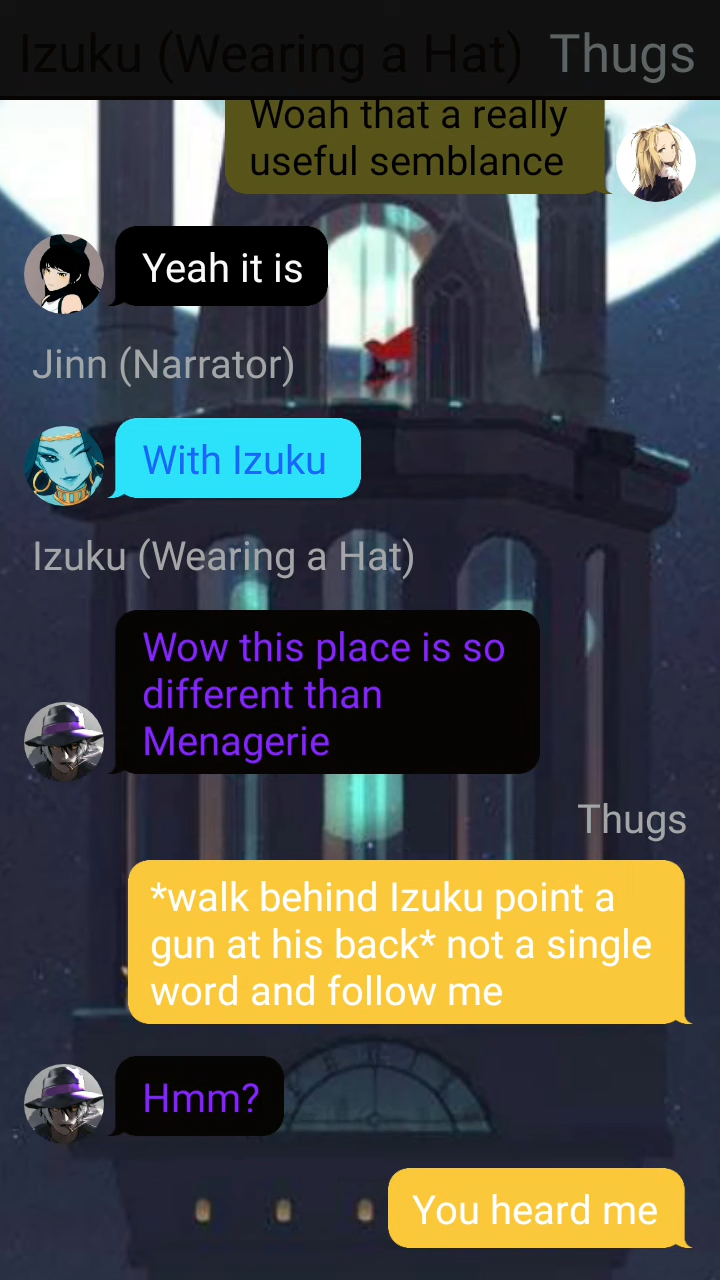 Izuku (Wearing a Hat) Thugs
Woah that a really
useful semblance
Yeah it is
Jinn (Narrator)
With Izuku
Izuku (Wearing a Hat)
Wow this place is so
different than
Menagerie
Thugs
*walk behind Izuku point a
gun at his back* not a single
word and follow me
Hmm?
You heard me